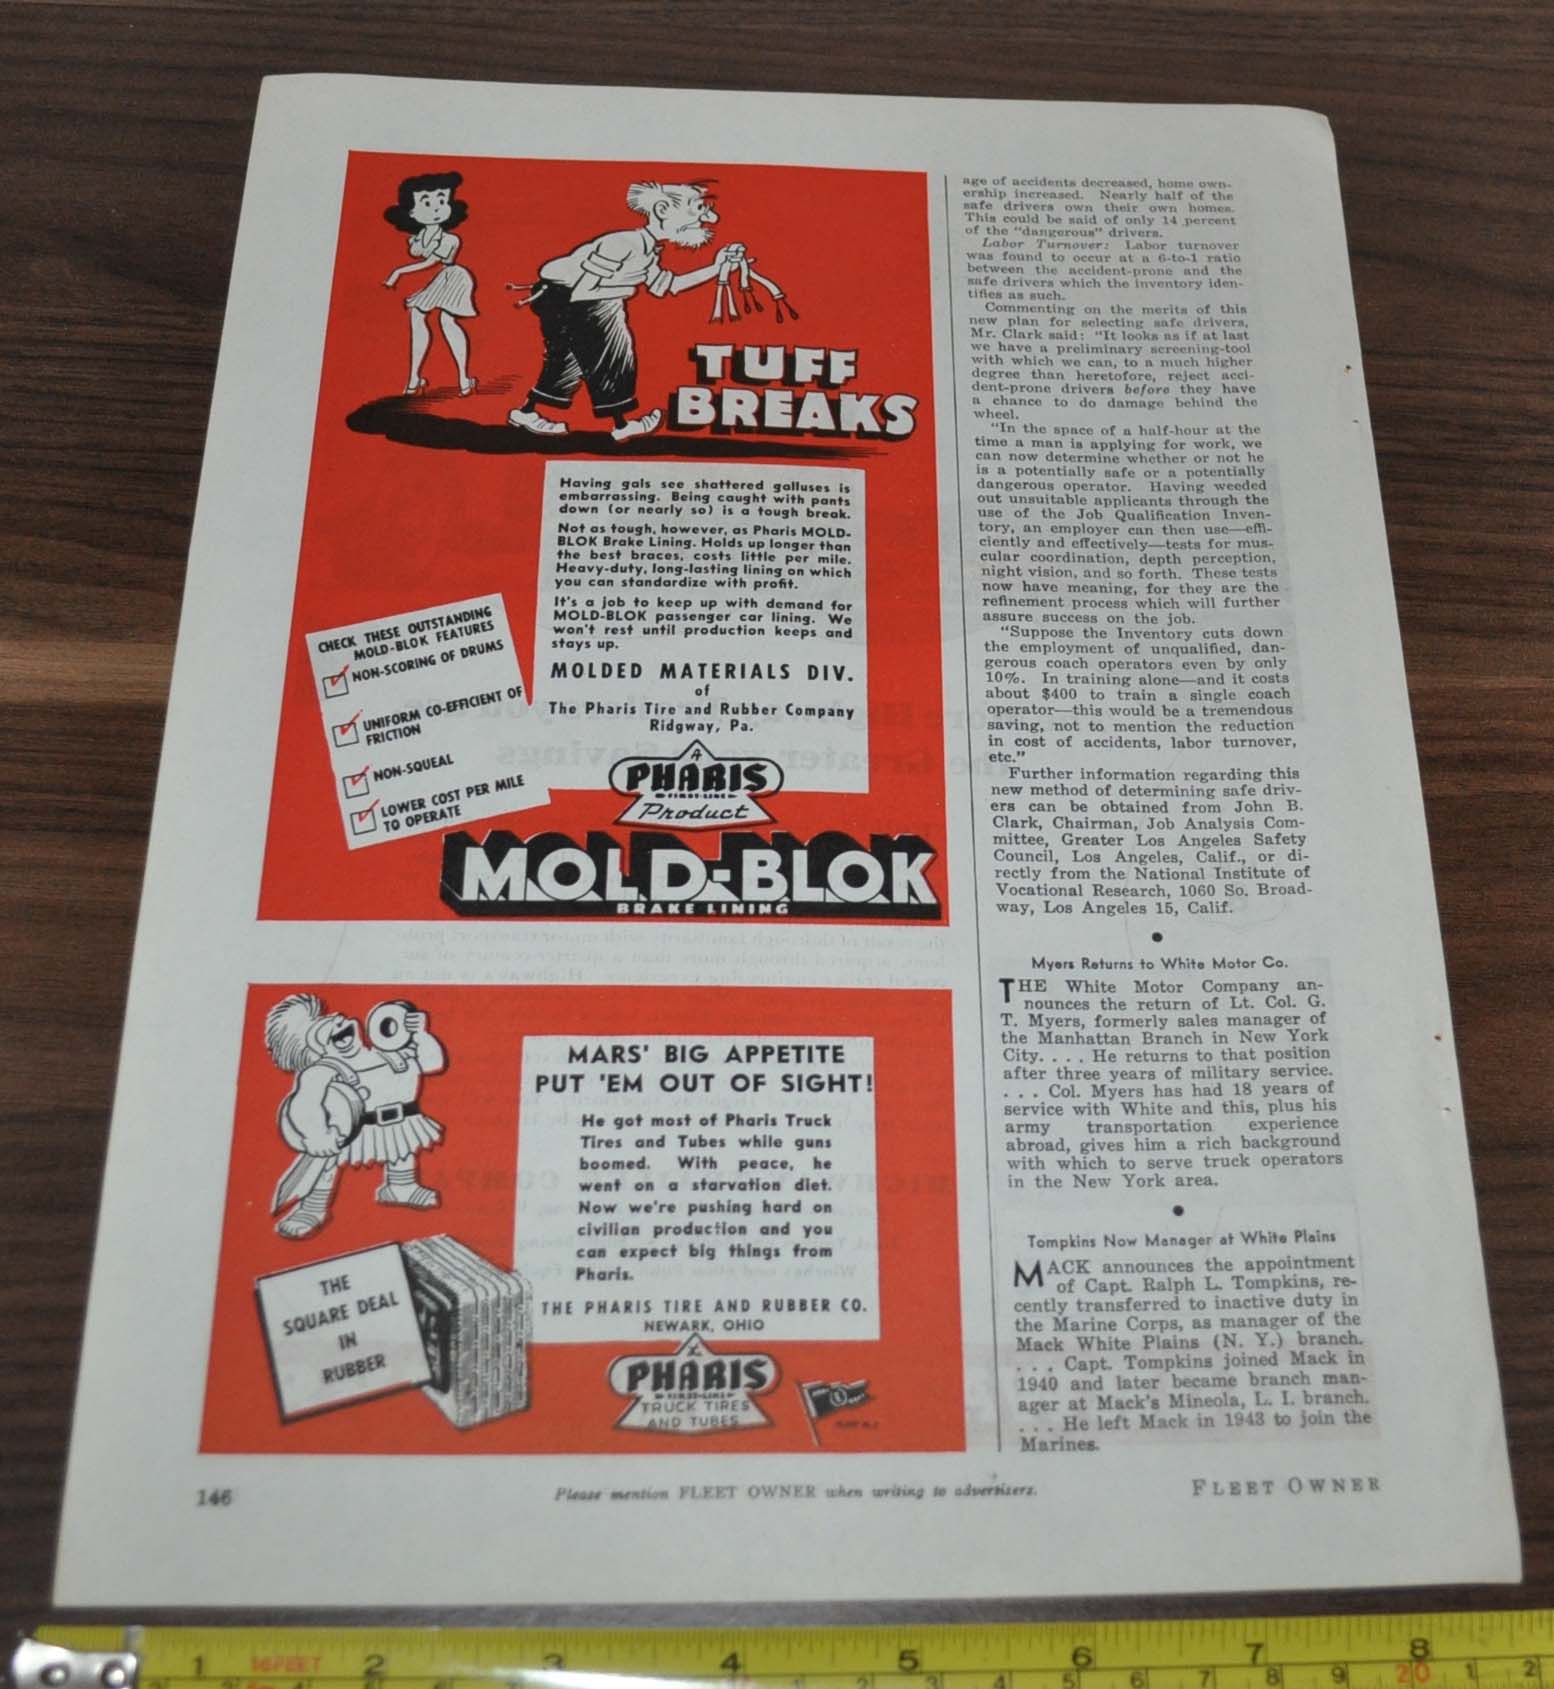 TUFF
BREAKS
Having gals see shattered galluses is
embarrassing. Being caught with pants
down (or nearly so) is a tough break.
Not as tough, however, as Pharis MOLD-
BLOK Brake Lining. Holds up longer than
the best braces, costs little per mile.
Heavy-duty, long-lasting lining on which
you can standardize with profit.
It's a job to keep up with demand for
MOLD-BLOK passenger car lining. We
won't rest until production keeps and
stays up.
MOLDED MATERIALS DIV.
of
The Pharis Tire and Rubber Company
Ridgway, Pa.
CHECK THESE OUTSTANDING
MOLD-BLOK FEATURES
NON-SCORING OF DRUMS
UNIFORM CO-EFFICIENT OF
FRICTION
NON-SQUEAL
LOWER COST PER MILE
TO OPERATE
A
PHARIS
FIRST-LINE
Product
MOLD-BLOK
BRAKE LINING
MARS' BIG APPETITE
PUT 'EM OUT OF SIGHT!
He got most of Pharis Truck
Tires and Tubes while guns
boomed. With peace, he
went on a starvation diet.
Now we're pushing hard on
civilian production and you
can expect big things from
Pharis.
THE PHARIS TIRE AND RUBBER CO.
NEWARK, OHIO
THE
SQUARE DEAL
IN
RUBBER
PHARIS
FIRST-LINE
TRUCK TIRES
AND TUBES
age of accidents decreased, home own-
ership increased. Nearly half of the
safe drivers own their own homes.
This could be said of only 14 percent
of the "dangerous" drivers.
Labor Turnover: Labor turnover
was found to occur at a 6-to-1 ratio
between the accident-prone and the
safe drivers which the inventory iden-
tifies as such.
Commenting on the merits of this
new plan for selecting safe drivers,
Mr. Clark said: "It looks as if at last
we have a preliminary screening-tool
with which we can, to a much higher
degree than heretofore, reject acci-
dent-prone drivers before they have
a chance to do damage behind the
wheel.
"In the space of a half-hour at the
time a man is applying for work, we
can now determine whether or not he
is a potentially safe or a potentially
dangerous operator. Having weeded
out unsuitable applicants through the
use of the Job Qualification Inven-
tory, an employer can then use—effi-
ciently and effectively—tests for mus-
cular coordination, depth perception,
night vision, and so forth. These tests
now have meaning, for they are the
refinement process which will further
assure success on the job.
"Suppose the Inventory cuts down
the employment of unqualified, dan-
gerous coach operators even by only
10%. In training alone—and it costs
about $400 to train a single coach
operator—this would be a tremendous
saving, not to mention the reduction
in cost of accidents, labor turnover,
etc."
Further information regarding this
new method of determining safe driv-
ers can be obtained from John B.
Clark, Chairman, Job Analysis Com-
mittee, Greater Los Angeles Safety
Council, Los Angeles, Calif., or di-
rectly from the National Institute of
Vocational Research, 1060 So. Broad-
way, Los Angeles 15, Calif.
Myers Returns to White Motor Co.
THE White Motor Company an-
nounces the return of Lt. Col. G.
T. Myers, formerly sales manager of
the Manhattan Branch in New York
City. . . . He returns to that position
after three years of military service.
. . . Col. Myers has had 18 years of
service with White and this, plus his
army transportation experience
abroad, gives him a rich background
with which to serve truck operators
in the New York area.
Tompkins Now Manager at White Plains
MACK announces the appointment
of Capt. Ralph L. Tompkins, re-
cently transferred to inactive duty in
the Marine Corps, as manager of the
Mack White Plains (N. Y.) branch.
. . . Capt. Tompkins joined Mack in
1940 and later became branch man-
ager at Mack's Mineola, L. I. branch.
. . . He left Mack in 1943 to join the
Marines.
146
Please mention FLEET OWNER when writing to advertisers.
FLEET OWNER
1 16FEET 2 3 4 5 6 7 8
6 7 8 9 20 1 2